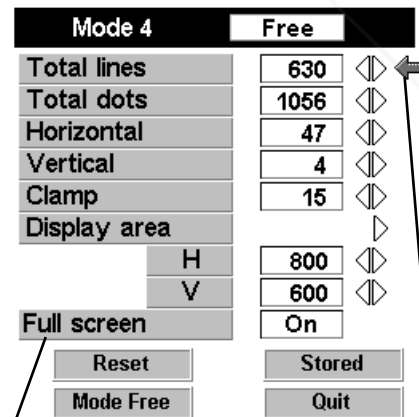 Mode 4 Free
Total lines 630
Total dots 1056
Horizontal 47
Vertical 4
Clamp 15
Display area
H 800
V 600
Full screen On
Reset Stored
Mode Free Quit